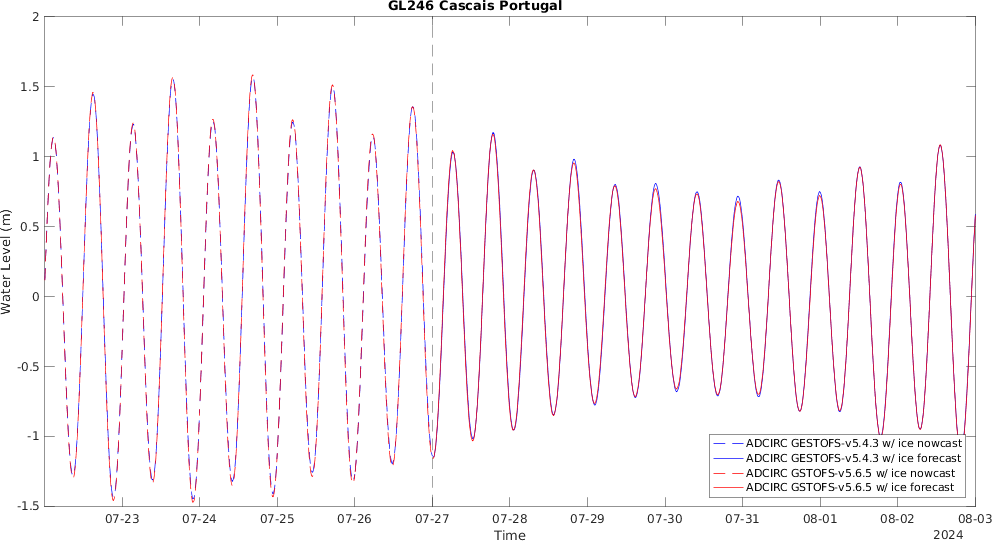 GL246 Cascais Portugal
2
1.5
1
0.5
0
-0.5
-1
-1.5
Water Level (m)
ADCIRC GESTOFS-v5.4.3 w/ ice nowcast
ADCIRC GESTOFS-v5.4.3 w/ ice forecast
ADCIRC GSTOFS-v5.6.5 w/ ice nowcast
ADCIRC GSTOFS-v5.6.5 w/ ice forecast
07-23 07-24 07-25 07-26 07-27 07-28 07-29 07-30 07-31 08-01 08-02 08-03
Time
2024